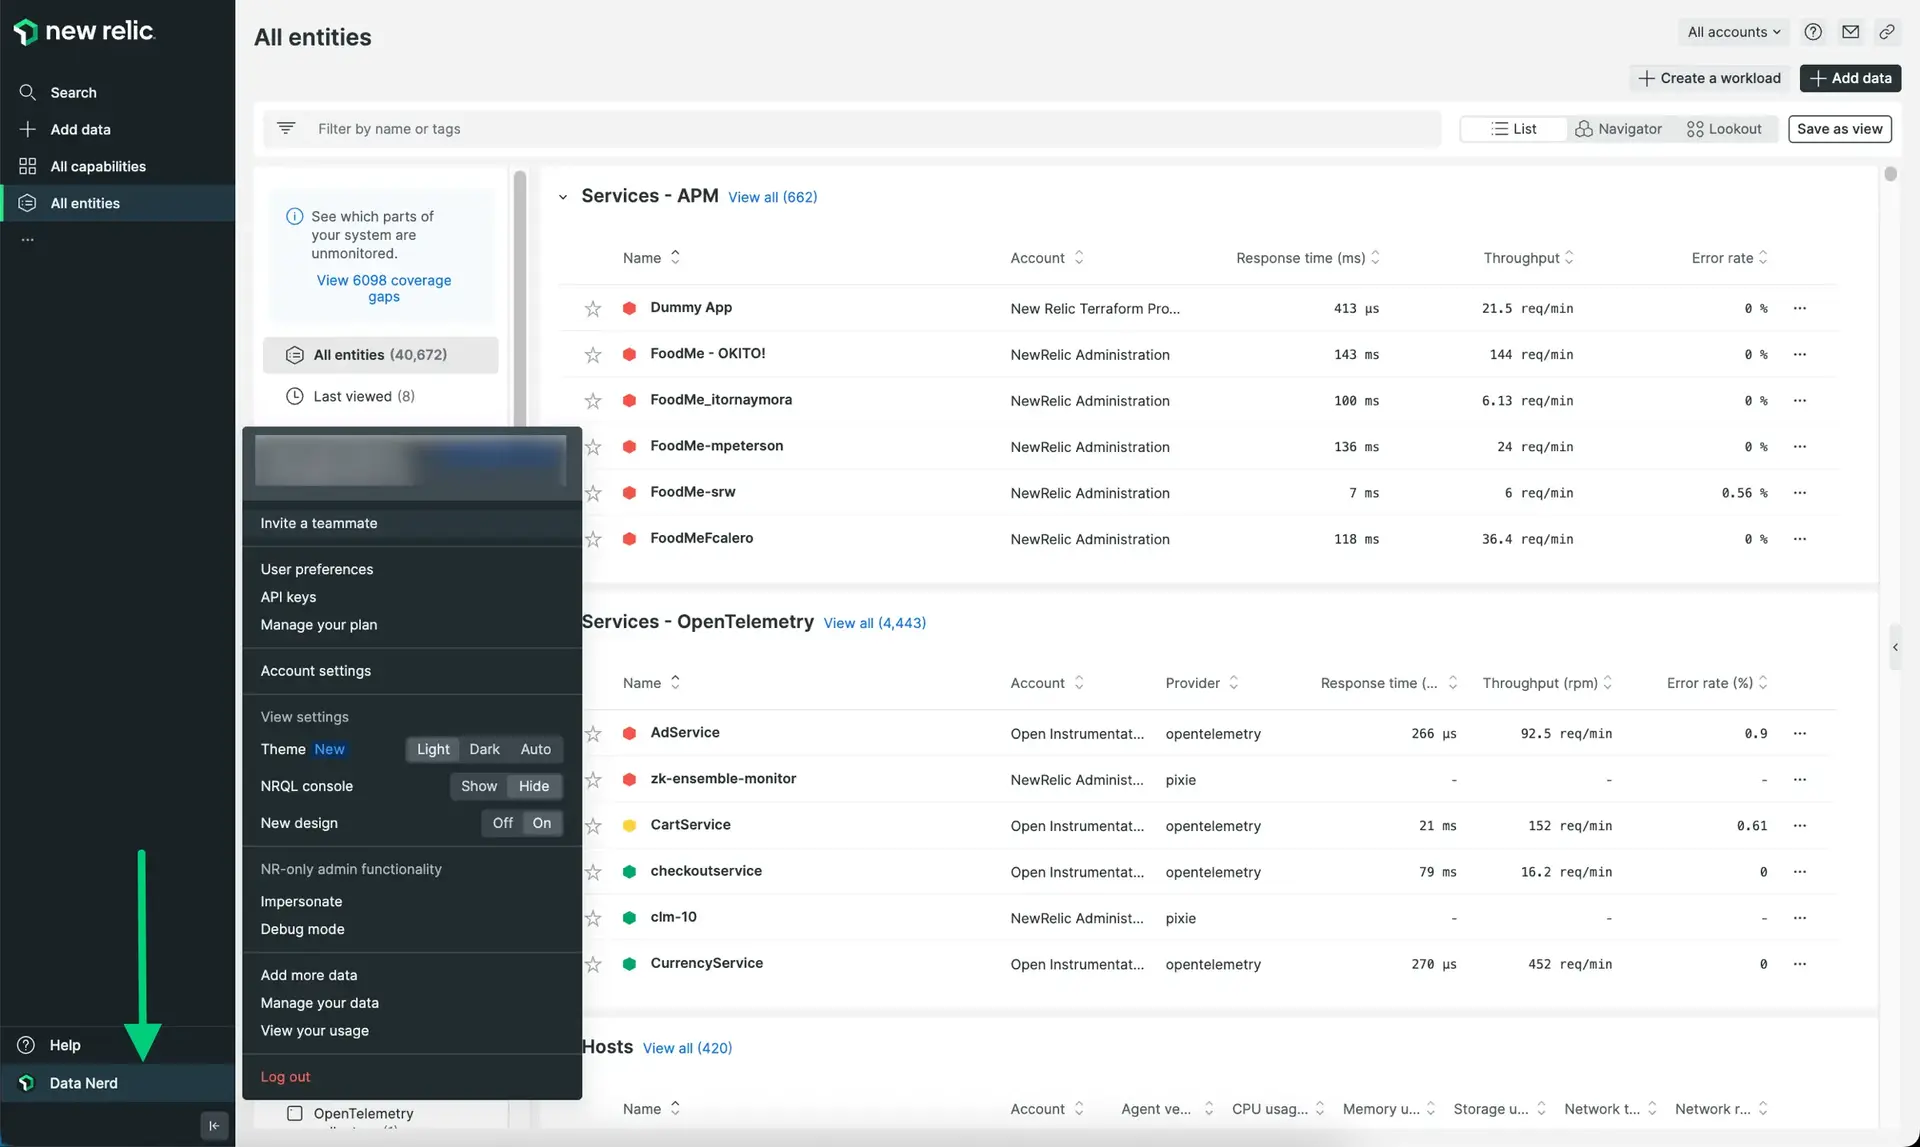 new relic.
Search
Add data
All capabilities
All entities
...
Help
Data Nerd
All entities
All accounts
Create a workload
Add data
Filter by name or tags
List
Navigator
Lookout
Save as view
See which parts of
your system are
unmonitored.
View 6098 coverage
gaps
All entities (40,672)
Last viewed (8)
Invite a teammate
User preferences
API keys
Manage your plan
Account settings
View settings
Theme New Light Dark Auto
NRQL console Show Hide
New design Off On
NR-only admin functionality
Impersonate
Debug mode
Add more data
Manage your data
View your usage
Log out
OpenTelemetry
Services - APM View all (662)
Name Account Response time (ms) Throughput Error rate
Dummy App New Relic Terraform Pro... 413 µs 21.5 req/min 0 % ...
FoodMe - OKITO! NewRelic Administration 143 ms 144 req/min 0 % ...
FoodMe_itornaymora NewRelic Administration 100 ms 6.13 req/min 0 % ...
FoodMe-mpeterson NewRelic Administration 136 ms 24 req/min 0 % ...
FoodMe-srw NewRelic Administration 7 ms 6 req/min 0.56 % ...
FoodMeFcalero NewRelic Administration 118 ms 36.4 req/min 0 % ...
Services - OpenTelemetry View all (4,443)
Name Account Provider Response time (... Throughput (rpm) Error rate (%)
AdService Open Instrumentat... opentelemetry 266 µs 92.5 req/min 0.9 ...
zk-ensemble-monitor NewRelic Administ... pixie - - - ...
CartService Open Instrumentat... opentelemetry 21 ms 152 req/min 0.61 ...
checkoutservice Open Instrumentat... opentelemetry 79 ms 16.2 req/min 0 ...
clm-10 NewRelic Administ... pixie - - - ...
CurrencyService Open Instrumentat... opentelemetry 270 µs 452 req/min 0 ...
Hosts View all (420)
Name Account Agent ve... CPU usag... Memory u... Storage u... Network t... Network r...